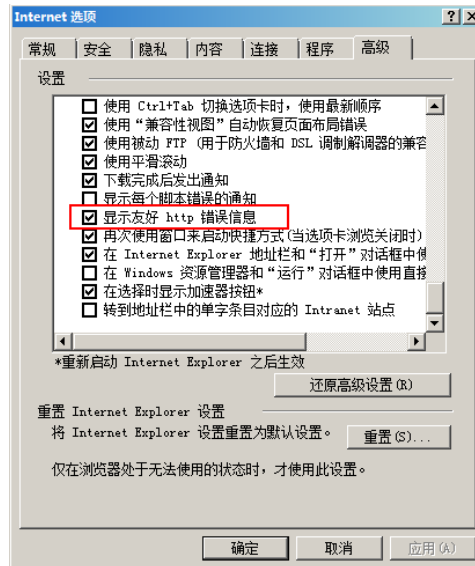 Internet 选项
常规 安全 隐私 内容 连接 程序 高级
设置
使用 Ctrl+Tab 切换选项卡时，使用最新顺序
使用“兼容性视图”自动恢复页面布局错误
使用被动 FTP (用于防火墙和 DSL 调制解调器的兼容
使用平滑滚动
下载完成后发出通知
显示每个脚本错误的通知
显示友好 http 错误信息
再次使用窗口来启动快捷方式(当选项卡浏览关闭时)
在 Internet Explorer 地址栏和“打开”对话框中使
在 Windows 资源管理器和“运行”对话框中使用直接
在选择时显示加速器按钮*
转到地址栏中的单字条目对应的 Intranet 站点
*重新启动 Internet Explorer 之后生效
还原高级设置(R)
重置 Internet Explorer 设置
将 Internet Explorer 设置重置为默认设置。
重置(S)...
仅在浏览器处于无法使用的状态时，才使用此设置。
确定 取消 应用(A)